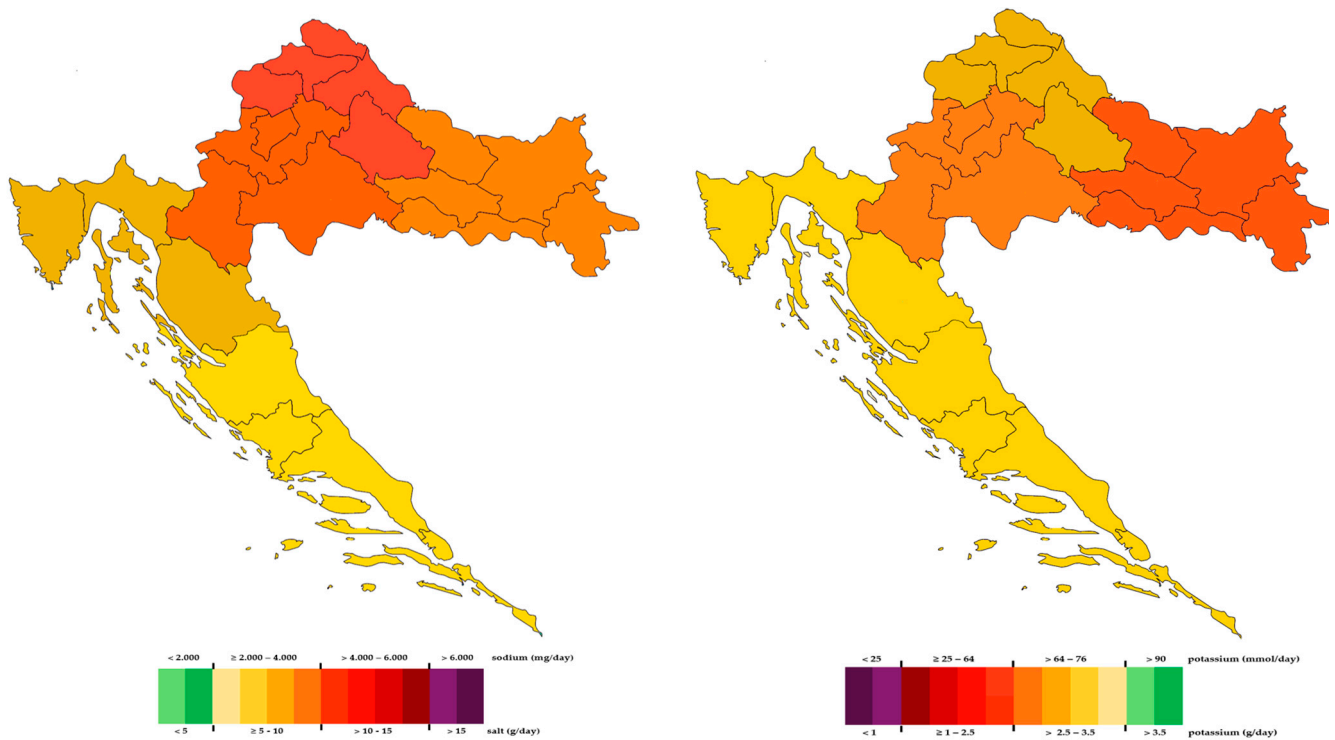 < 2.000 ≥ 2.000 – 4.000 > 4.000 – 6.000 > 6.000 sodium (mg/day)
< 5 ≥ 5 - 10 > 10 - 15 > 15 salt (g/day)
< 25 ≥ 25 – 64 > 64 - 76 > 90 potassium (mmol/day)
< 1 ≥ 1 – 2.5 > 2.5 – 3.5 > 3.5 potassium (g/day)